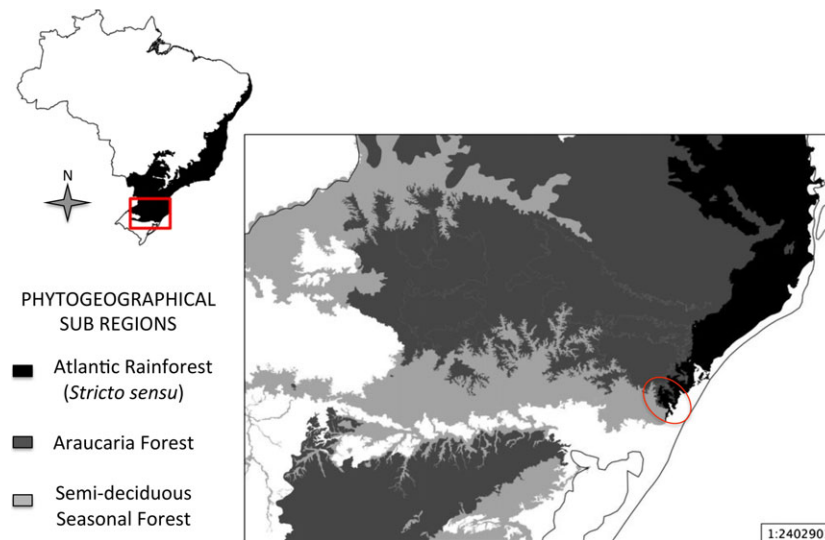 N
PHYTOGEOGRAPHICAL
SUB REGIONS
Atlantic Rainforest
(Stricto sensu)
Araucaria Forest
Semi-deciduous
Seasonal Forest
1:240290